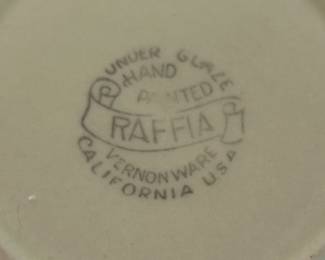 UNDER GLAZE
HAND
PAINTED
RAFFIA
VERNONWARE
CALIFORNIA U.S.A.